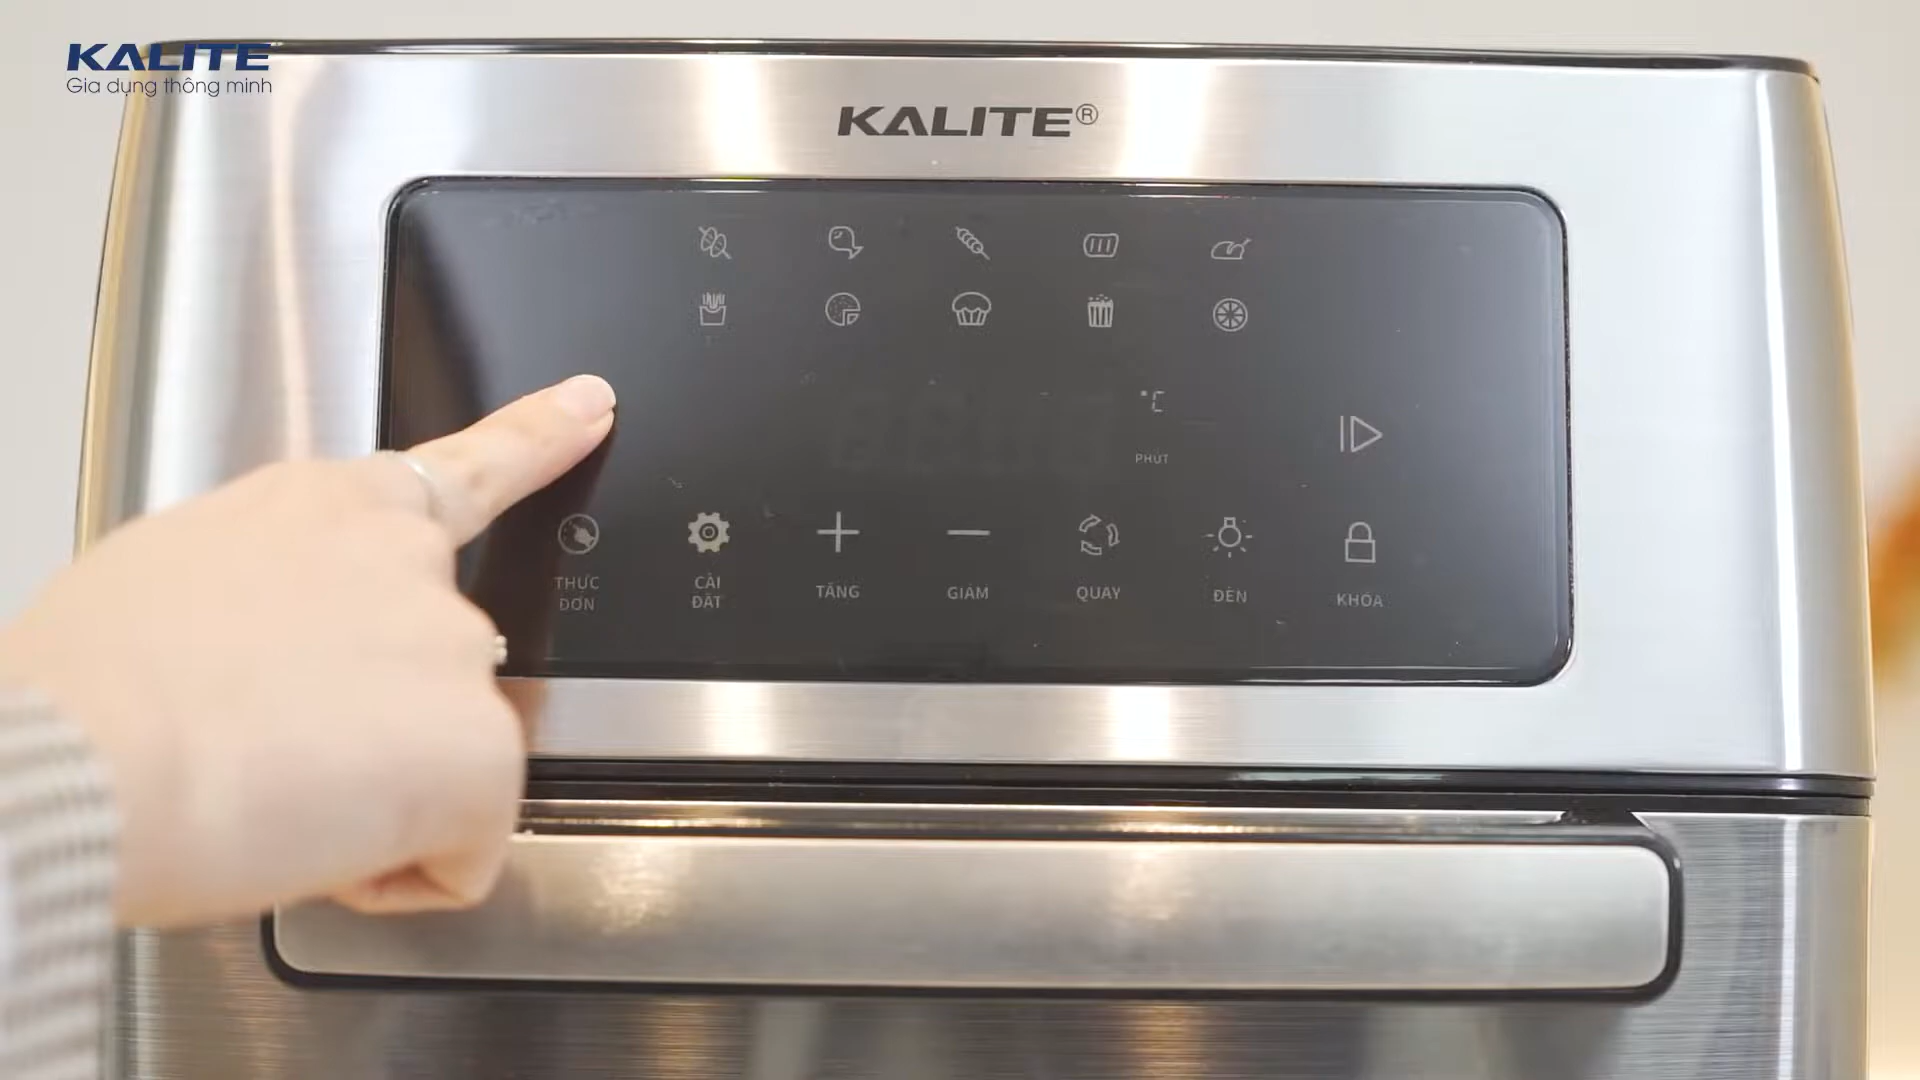 KALITE
Gia dụng thông minh
KALITE®
°C
PHÚT
THỰC
ĐƠN
CÀI
ĐẶT
TĂNG
GIẢM
QUAY
ĐÈN
KHÓA